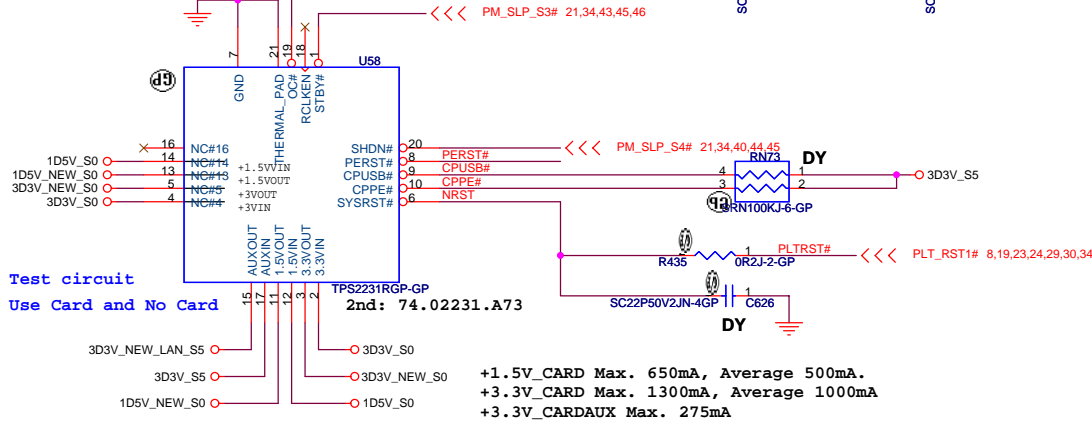 PM_SLP_S3# 21,34,43,45,46
SC
SC
U58
7
21
19
18
1
GND
THERMAL_PAD
OC#
RCLKEN
STBY#
GP
16
NC#16
SHDN#
20
PM_SLP_S4# 21,34,40,44,45
1D5V_S0
14
NC#14
+1.5VVIN
PERST#
8
PERST#
1D5V_NEW_S0
13
NC#13
+1.5VOUT
CPUSB#
9
CPUSB#
3D3V_NEW_S0
5
NC#5
+3VOUT
CPPE#
10
CPPE#
3D3V_S0
4
NC#4
+3VIN
SYSRST#
6
NRST
RN73
DY
4
1
3
2
3D3V_S5
GP
SRN100KJ-6-GP
AUXOUT
AUXIN
1.5VOUT
1.5VIN
3.3VOUT
3.3VIN
15
17
11
12
3
2
R435
1
PLTRST#
0R2J-2-GP
PLT_RST1# 8,19,23,24,29,30,34
Test circuit
Use Card and No Card
TPS2231RGP-GP
2nd: 74.02231.A73
SC22P50V2JN-4GP
1
C626
DY
3D3V_NEW_LAN_S5
3D3V_S0
3D3V_S5
3D3V_NEW_S0
1D5V_NEW_S0
1D5V_S0
+1.5V_CARD Max. 650mA, Average 500mA.
+3.3V_CARD Max. 1300mA, Average 1000mA
+3.3V_CARDAUX Max. 275mA